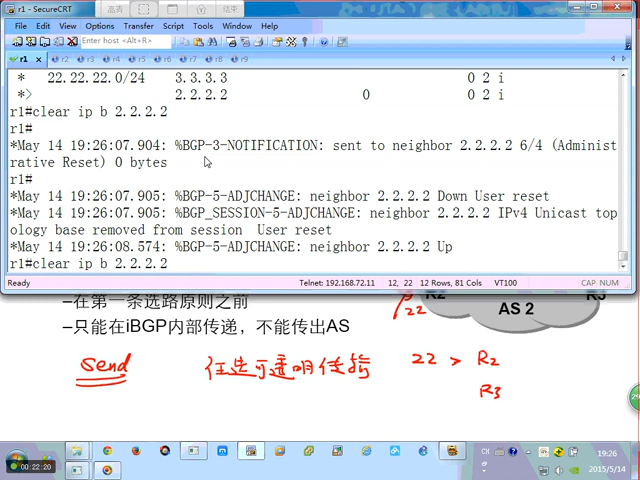 r1 - SecureCRT
高清
结束
File Edit View Options Transfer Script Tools Window Help
Enter host <Alt+R>
r1 r2 r3 r4 r5 r6 r7 r8 r9
* 22.22.22.0/24 3.3.3.3 0 2 i
*> 2.2.2.2 0 0 2 i
r1#clear ip b 2.2.2.2
r1#
*May 14 19:26:07.904: %BGP-3-NOTIFICATION: sent to neighbor 2.2.2.2 6/4 (Administ
rative Reset) 0 bytes
r1#
*May 14 19:26:07.905: %BGP-5-ADJCHANGE: neighbor 2.2.2.2 Down User reset
*May 14 19:26:07.905: %BGP_SESSION-5-ADJCHANGE: neighbor 2.2.2.2 IPv4 Unicast top
ology base removed from session  User reset
*May 14 19:26:08.574: %BGP-5-ADJCHANGE: neighbor 2.2.2.2 Up
r1#clear ip b 2.2.2.2
Ready Telnet: 192.168.72.11 12, 22 12 Rows, 81 Cols VT100 CAP NUM
R2 R3
–在第一条选路原则之前
22
AS 2
–只能在iBGP内部传递，不能传出AS
send 任选可透明传输 22 > R2
R3
29
00:22:20
CN
19:26
2015/5/14